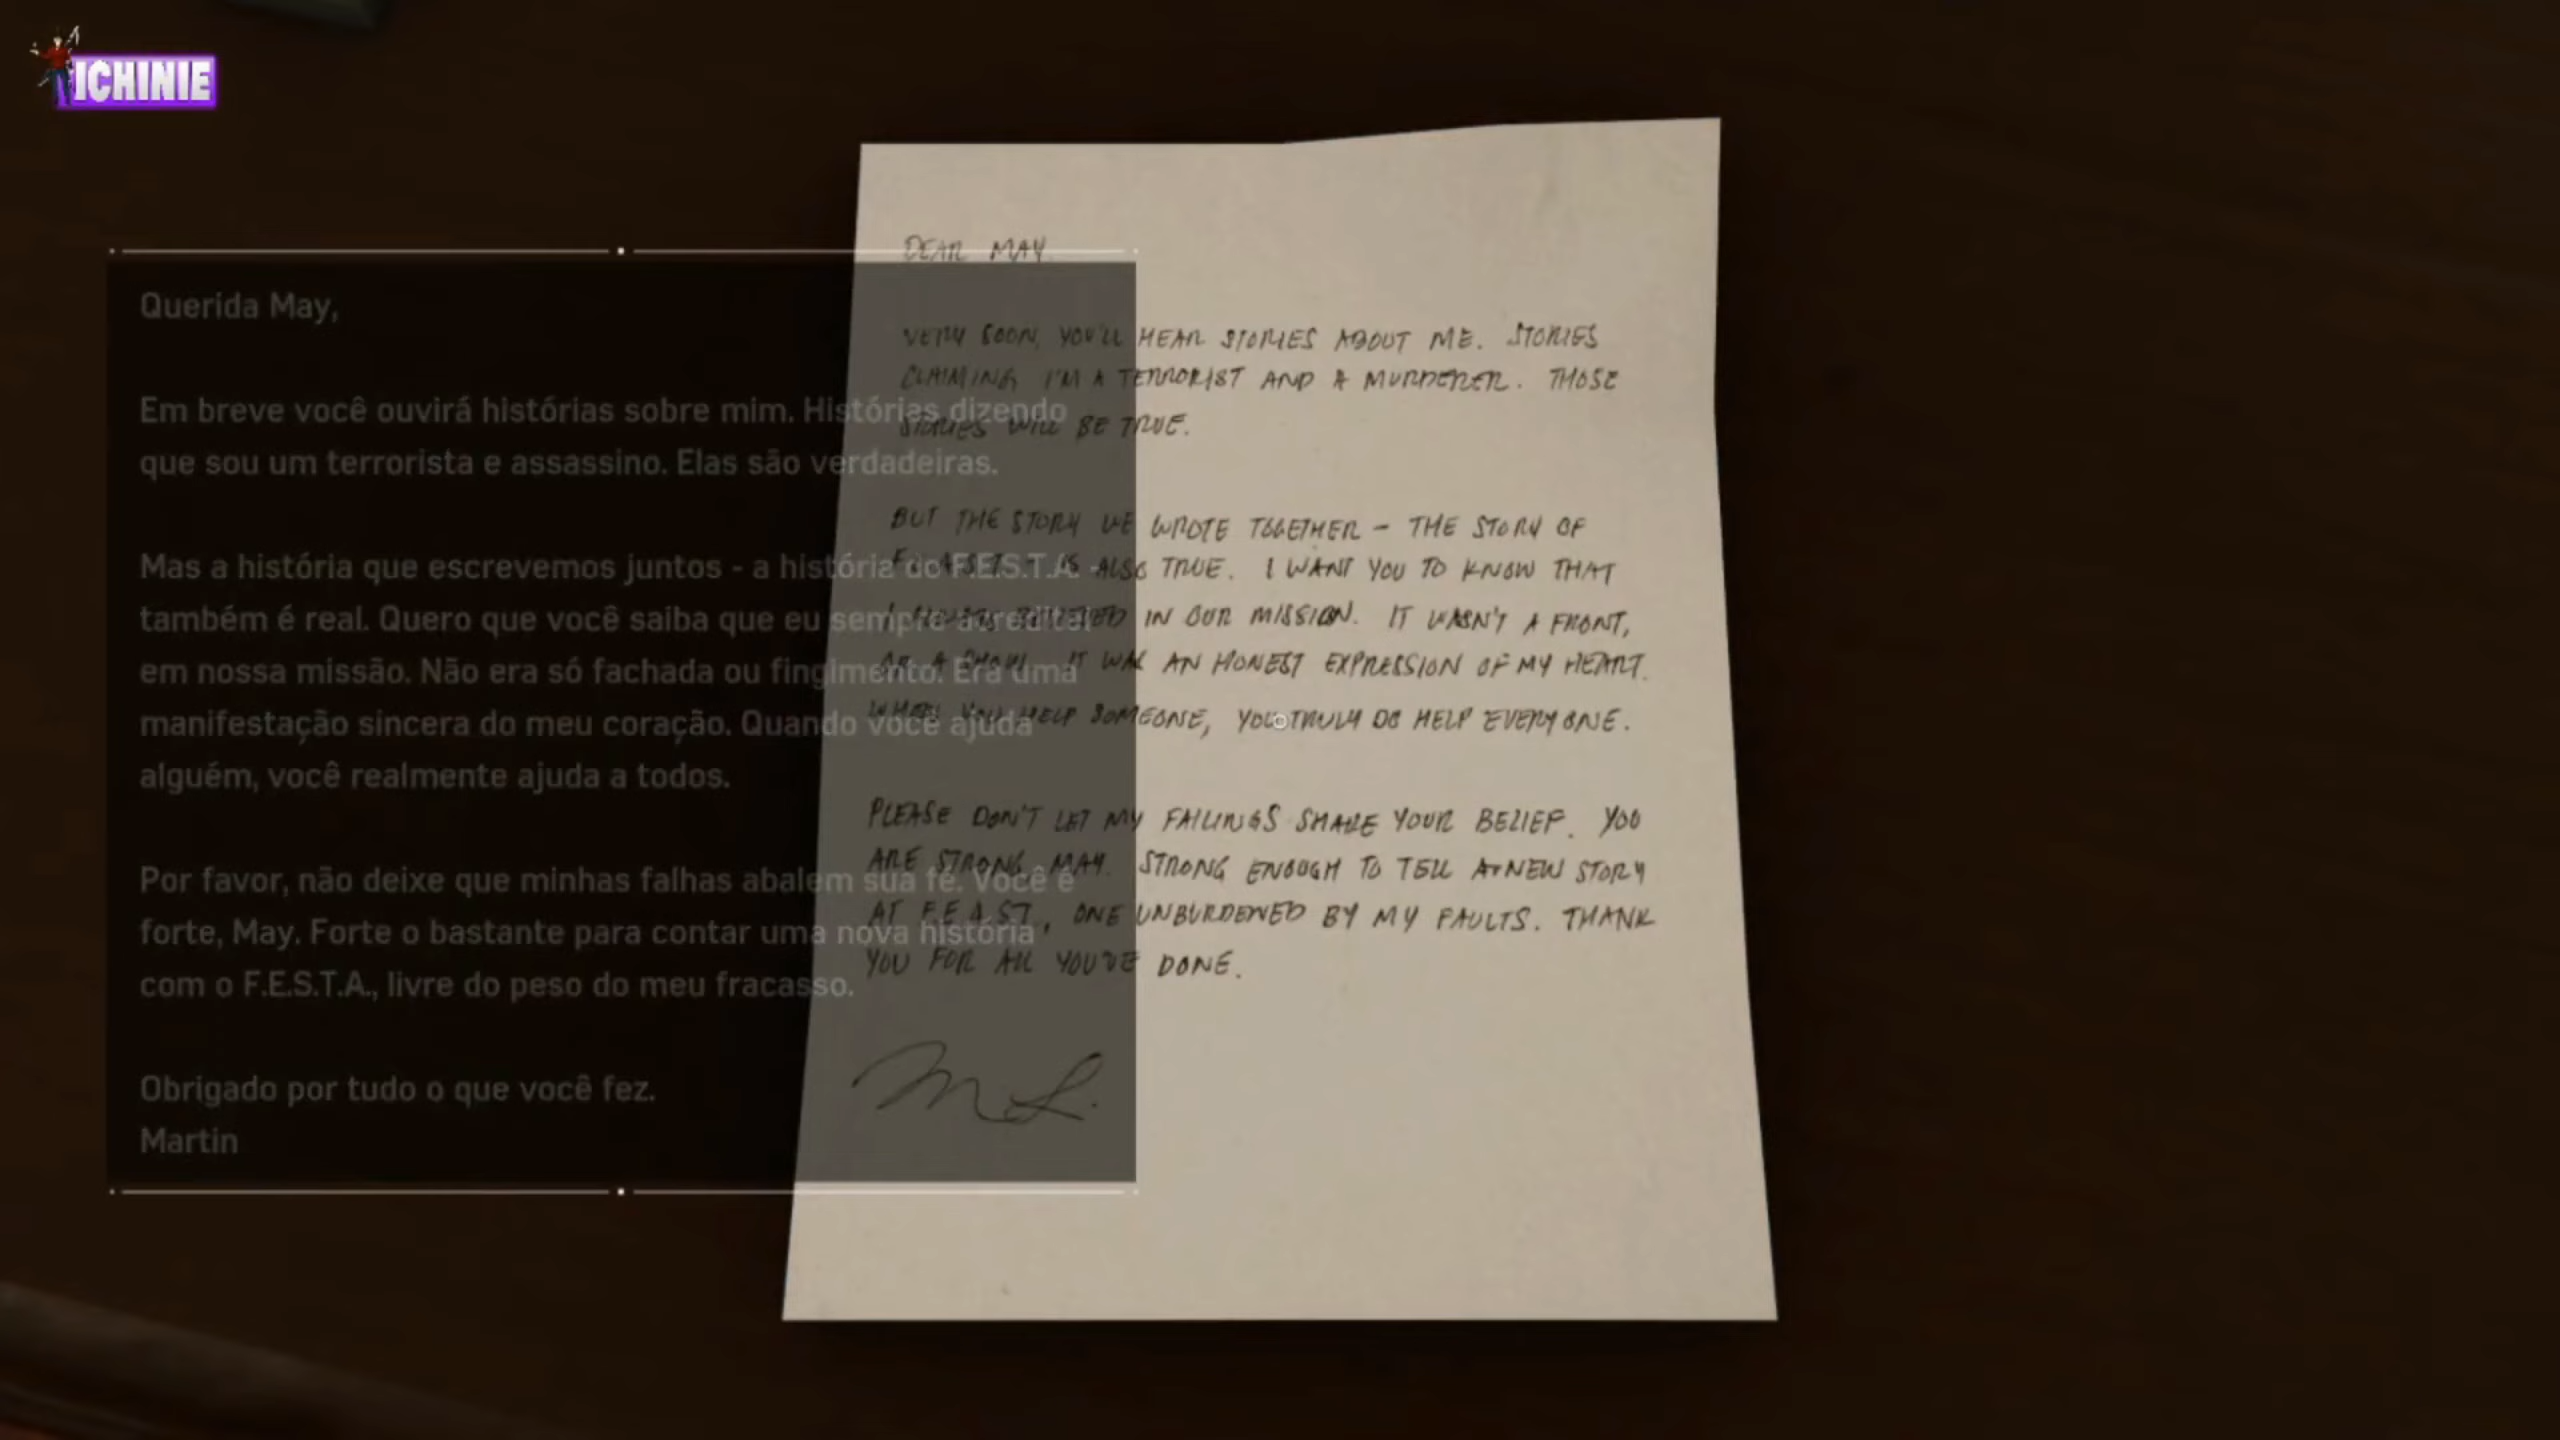 ICHINIE
Querida May,
Em breve você ouvirá histórias sobre mim. Histórias dizendo
que sou um terrorista e assassino. Elas são verdadeiras.
Mas a história que escrevemos juntos - a história do F.E.S.T.A. -
também é real. Quero que você saiba que eu sempre acreditei
em nossa missão. Não era só fachada ou fingimento. Era uma
manifestação sincera do meu coração. Quando você ajuda
alguém, você realmente ajuda a todos.
Por favor, não deixe que minhas falhas abalem sua fé. Você é
forte, May. Forte o bastante para contar uma nova história
com o F.E.S.T.A., livre do peso do meu fracasso.
Obrigado por tudo o que você fez.
Martin
DEAR MAY
VERY SOON, YOU'LL HEAR STORIES ABOUT ME. STORIES
CLAIMING I'M A TERRORIST AND A MURDERER. THOSE
STORIES WILL BE TRUE.
BUT THE STORY WE WROTE TOGETHER - THE STORY OF
F.E.A.S.T. - IS ALSO TRUE. I WANT YOU TO KNOW THAT
I ALWAYS BELIEVED IN OUR MISSION. IT WASN'T A FRONT,
OR A SHOW. IT WAS AN HONEST EXPRESSION OF MY HEART.
WHEN YOU HELP SOMEONE, YOU TRULY DO HELP EVERYONE.
PLEASE DON'T LET MY FAILINGS SHAKE YOUR BELIEF. YOU
ARE STRONG, MAY. STRONG ENOUGH TO TELL A NEW STORY
AT F.E.A.S.T., ONE UNBURDENED BY MY FAULTS. THANK
YOU FOR ALL YOU'VE DONE.
M L.